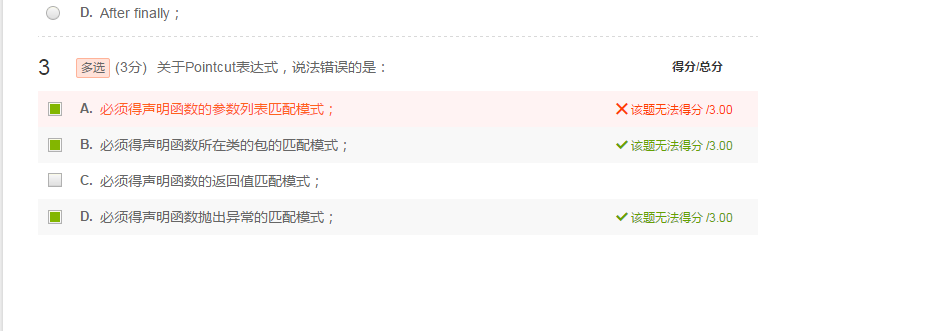 D. After finally；
3 多选 (3分) 关于Pointcut表达式，说法错误的是： 得分/总分
A. 必须得声明函数的参数列表匹配模式； 该题无法得分 /3.00
B. 必须得声明函数所在类的包的匹配模式； 该题无法得分 /3.00
C. 必须得声明函数的返回值匹配模式；
D. 必须得声明函数抛出异常的匹配模式； 该题无法得分 /3.00